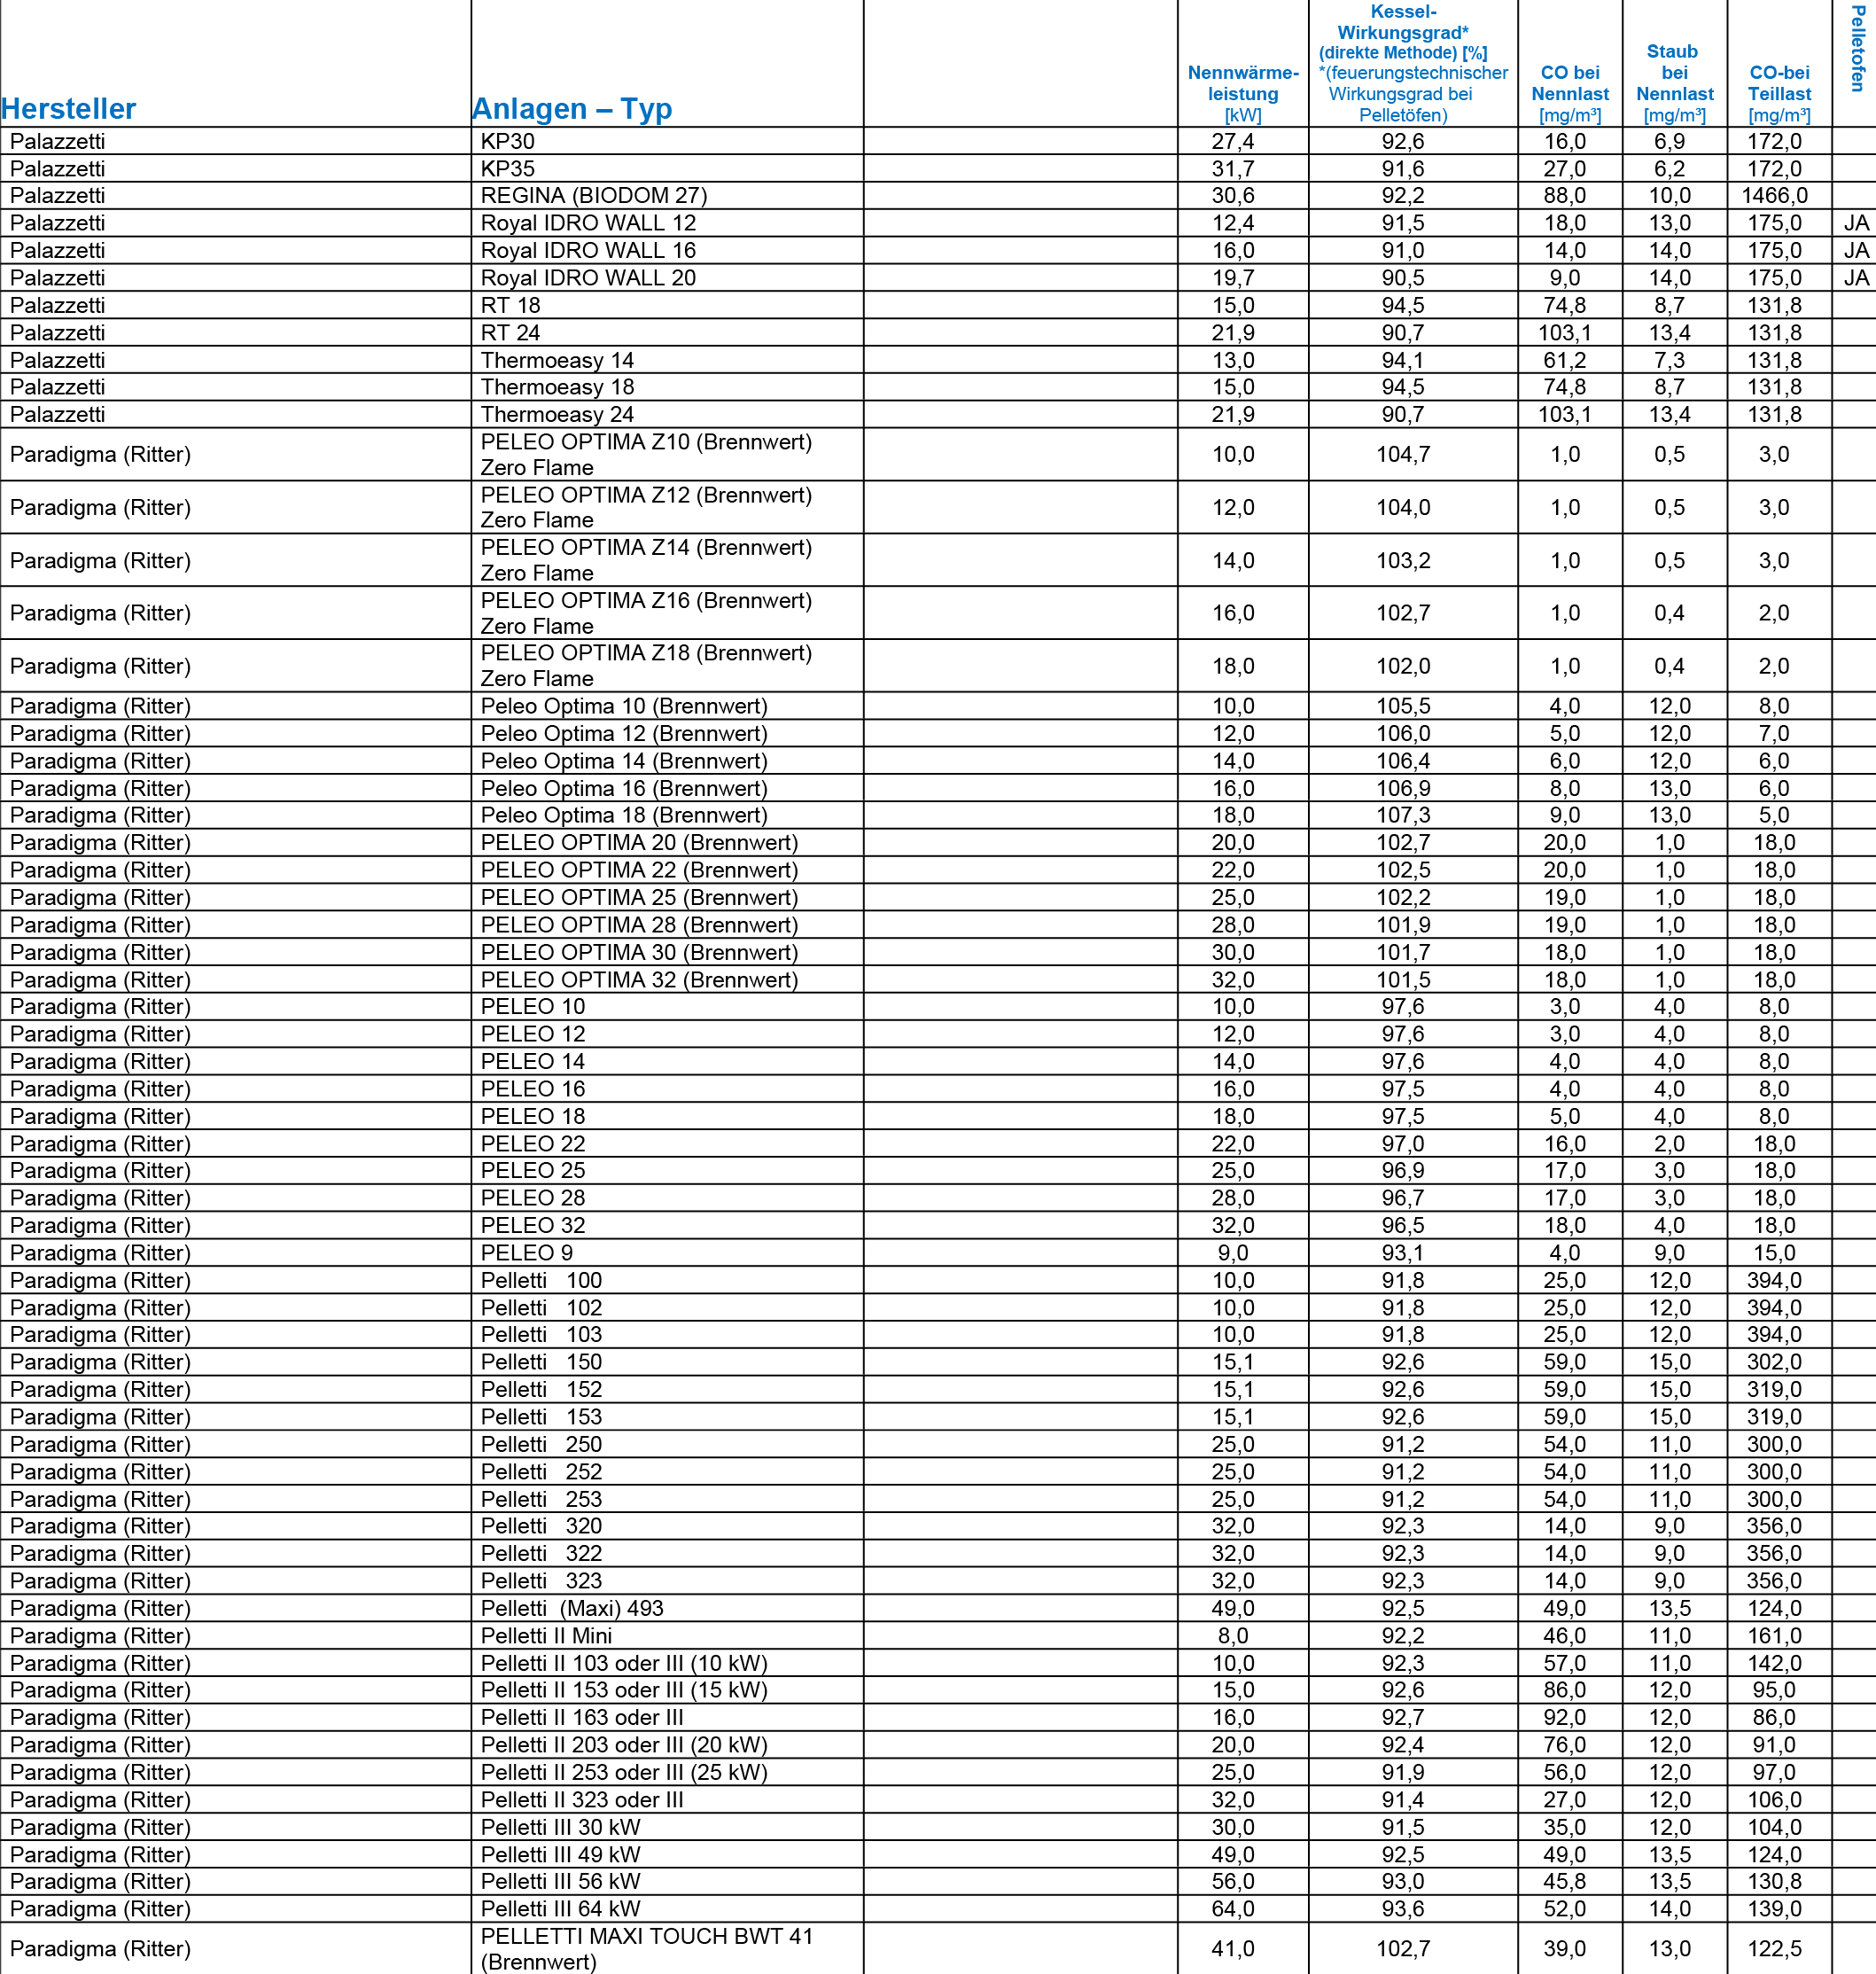 Hersteller Anlagen – Typ Nennwärme-leistung [kW] Kessel-Wirkungsgrad* (direkte Methode) [%] *(feuerungstechnischer Wirkungsgrad bei Pelletöfen) CO bei Nennlast [mg/m³] Staub bei Nennlast [mg/m³] CO-bei Teillast [mg/m³] Pelletofen
Palazzetti KP30 27,4 92,6 16,0 6,9 172,0
Palazzetti KP35 31,7 91,6 27,0 6,2 172,0
Palazzetti REGINA (BIODOM 27) 30,6 92,2 88,0 10,0 1466,0
Palazzetti Royal IDRO WALL 12 12,4 91,5 18,0 13,0 175,0 JA
Palazzetti Royal IDRO WALL 16 16,0 91,0 14,0 14,0 175,0 JA
Palazzetti Royal IDRO WALL 20 19,7 90,5 9,0 14,0 175,0 JA
Palazzetti RT 18 15,0 94,5 74,8 8,7 131,8
Palazzetti RT 24 21,9 90,7 103,1 13,4 131,8
Palazzetti Thermoeasy 14 13,0 94,1 61,2 7,3 131,8
Palazzetti Thermoeasy 18 15,0 94,5 74,8 8,7 131,8
Palazzetti Thermoeasy 24 21,9 90,7 103,1 13,4 131,8
Paradigma (Ritter) PELEO OPTIMA Z10 (Brennwert) Zero Flame 10,0 104,7 1,0 0,5 3,0
Paradigma (Ritter) PELEO OPTIMA Z12 (Brennwert) Zero Flame 12,0 104,0 1,0 0,5 3,0
Paradigma (Ritter) PELEO OPTIMA Z14 (Brennwert) Zero Flame 14,0 103,2 1,0 0,5 3,0
Paradigma (Ritter) PELEO OPTIMA Z16 (Brennwert) Zero Flame 16,0 102,7 1,0 0,4 2,0
Paradigma (Ritter) PELEO OPTIMA Z18 (Brennwert) Zero Flame 18,0 102,0 1,0 0,4 2,0
Paradigma (Ritter) Peleo Optima 10 (Brennwert) 10,0 105,5 4,0 12,0 8,0
Paradigma (Ritter) Peleo Optima 12 (Brennwert) 12,0 106,0 5,0 12,0 7,0
Paradigma (Ritter) Peleo Optima 14 (Brennwert) 14,0 106,4 6,0 12,0 6,0
Paradigma (Ritter) Peleo Optima 16 (Brennwert) 16,0 106,9 8,0 13,0 6,0
Paradigma (Ritter) Peleo Optima 18 (Brennwert) 18,0 107,3 9,0 13,0 5,0
Paradigma (Ritter) PELEO OPTIMA 20 (Brennwert) 20,0 102,7 20,0 1,0 18,0
Paradigma (Ritter) PELEO OPTIMA 22 (Brennwert) 22,0 102,5 20,0 1,0 18,0
Paradigma (Ritter) PELEO OPTIMA 25 (Brennwert) 25,0 102,2 19,0 1,0 18,0
Paradigma (Ritter) PELEO OPTIMA 28 (Brennwert) 28,0 101,9 19,0 1,0 18,0
Paradigma (Ritter) PELEO OPTIMA 30 (Brennwert) 30,0 101,7 18,0 1,0 18,0
Paradigma (Ritter) PELEO OPTIMA 32 (Brennwert) 32,0 101,5 18,0 1,0 18,0
Paradigma (Ritter) PELEO 10 10,0 97,6 3,0 4,0 8,0
Paradigma (Ritter) PELEO 12 12,0 97,6 3,0 4,0 8,0
Paradigma (Ritter) PELEO 14 14,0 97,6 4,0 4,0 8,0
Paradigma (Ritter) PELEO 16 16,0 97,5 4,0 4,0 8,0
Paradigma (Ritter) PELEO 18 18,0 97,5 5,0 4,0 8,0
Paradigma (Ritter) PELEO 22 22,0 97,0 16,0 2,0 18,0
Paradigma (Ritter) PELEO 25 25,0 96,9 17,0 3,0 18,0
Paradigma (Ritter) PELEO 28 28,0 96,7 17,0 3,0 18,0
Paradigma (Ritter) PELEO 32 32,0 96,5 18,0 4,0 18,0
Paradigma (Ritter) PELEO 9 9,0 93,1 4,0 9,0 15,0
Paradigma (Ritter) Pelletti 100 10,0 91,8 25,0 12,0 394,0
Paradigma (Ritter) Pelletti 102 10,0 91,8 25,0 12,0 394,0
Paradigma (Ritter) Pelletti 103 10,0 91,8 25,0 12,0 394,0
Paradigma (Ritter) Pelletti 150 15,1 92,6 59,0 15,0 302,0
Paradigma (Ritter) Pelletti 152 15,1 92,6 59,0 15,0 319,0
Paradigma (Ritter) Pelletti 153 15,1 92,6 59,0 15,0 319,0
Paradigma (Ritter) Pelletti 250 25,0 91,2 54,0 11,0 300,0
Paradigma (Ritter) Pelletti 252 25,0 91,2 54,0 11,0 300,0
Paradigma (Ritter) Pelletti 253 25,0 91,2 54,0 11,0 300,0
Paradigma (Ritter) Pelletti 320 32,0 92,3 14,0 9,0 356,0
Paradigma (Ritter) Pelletti 322 32,0 92,3 14,0 9,0 356,0
Paradigma (Ritter) Pelletti 323 32,0 92,3 14,0 9,0 356,0
Paradigma (Ritter) Pelletti (Maxi) 493 49,0 92,5 49,0 13,5 124,0
Paradigma (Ritter) Pelletti II Mini 8,0 92,2 46,0 11,0 161,0
Paradigma (Ritter) Pelletti II 103 oder III (10 kW) 10,0 92,3 57,0 11,0 142,0
Paradigma (Ritter) Pelletti II 153 oder III (15 kW) 15,0 92,6 86,0 12,0 95,0
Paradigma (Ritter) Pelletti II 163 oder III 16,0 92,7 92,0 12,0 86,0
Paradigma (Ritter) Pelletti II 203 oder III (20 kW) 20,0 92,4 76,0 12,0 91,0
Paradigma (Ritter) Pelletti II 253 oder III (25 kW) 25,0 91,9 56,0 12,0 97,0
Paradigma (Ritter) Pelletti II 323 oder III 32,0 91,4 27,0 12,0 106,0
Paradigma (Ritter) Pelletti III 30 kW 30,0 91,5 35,0 12,0 104,0
Paradigma (Ritter) Pelletti III 49 kW 49,0 92,5 49,0 13,5 124,0
Paradigma (Ritter) Pelletti III 56 kW 56,0 93,0 45,8 13,5 130,8
Paradigma (Ritter) Pelletti III 64 kW 64,0 93,6 52,0 14,0 139,0
Paradigma (Ritter) PELLETTI MAXI TOUCH BWT 41 (Brennwert) 41,0 102,7 39,0 13,0 122,5